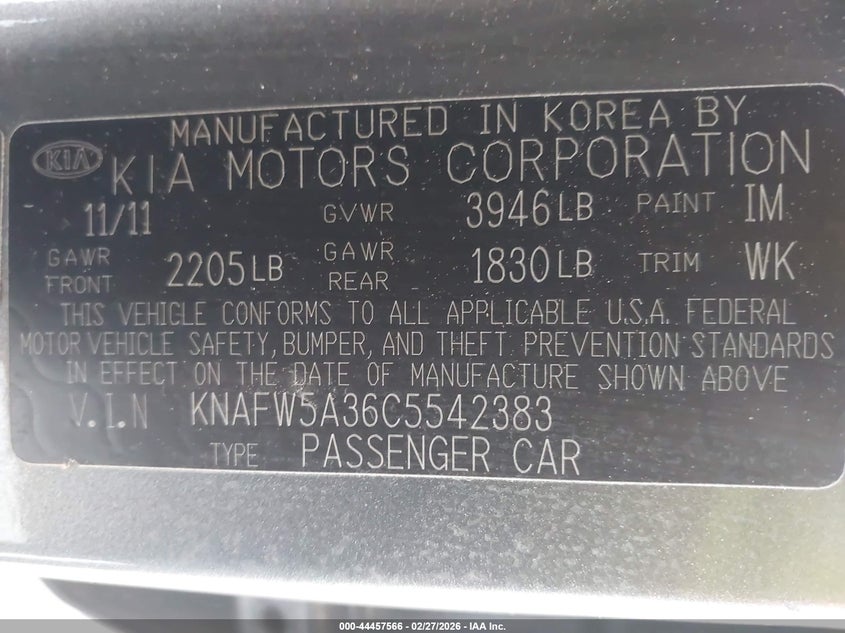 MANUFACTURED IN KOREA BY
KIA KIA MOTORS CORPORATION
11/11 GVWR 3946LB PAINT IM
GAWR FRONT 2205LB GAWR REAR 1830LB TRIM WK
THIS VEHICLE CONFORMS TO ALL APPLICABLE U.S.A. FEDERAL
MOTOR VEHICLE SAFETY, BUMPER, AND THEFT PREVENTION STANDARDS
IN EFFECT ON THE DATE OF MANUFACTURE SHOWN ABOVE
V.I.N KNAFW5A36C5542383
TYPE PASSENGER CAR
000-44457566 - 02/27/2026 - IAA Inc.